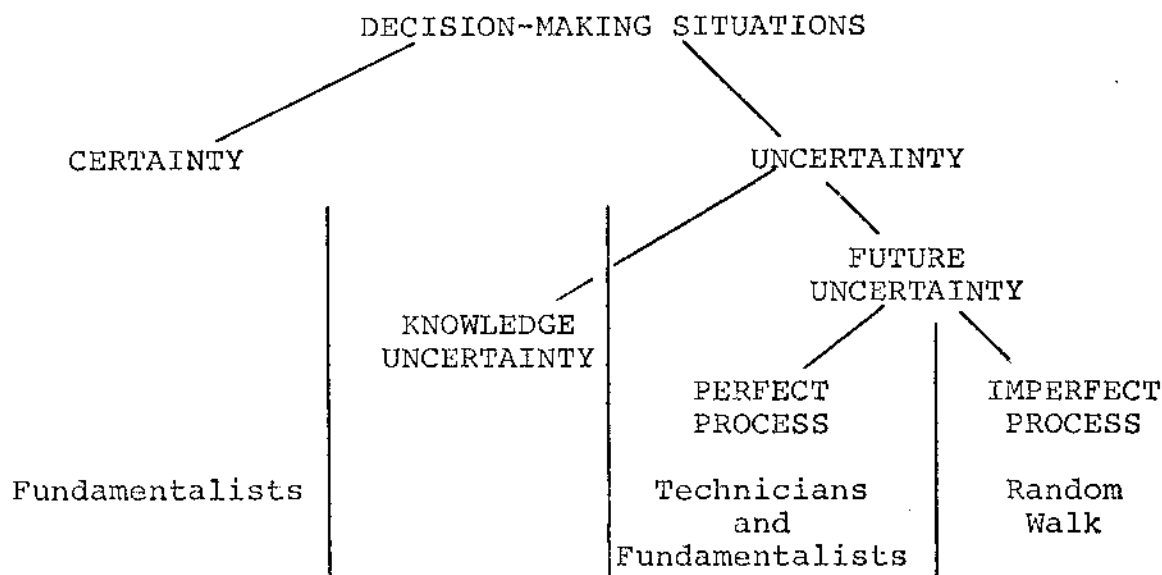 DECISION-MAKING SITUATIONS
CERTAINTY
UNCERTAINTY
FUTURE
UNCERTAINTY
KNOWLEDGE
UNCERTAINTY
PERFECT
PROCESS
IMPERFECT
PROCESS
Fundamentalists
Technicians
and
Fundamentalists
Random
Walk